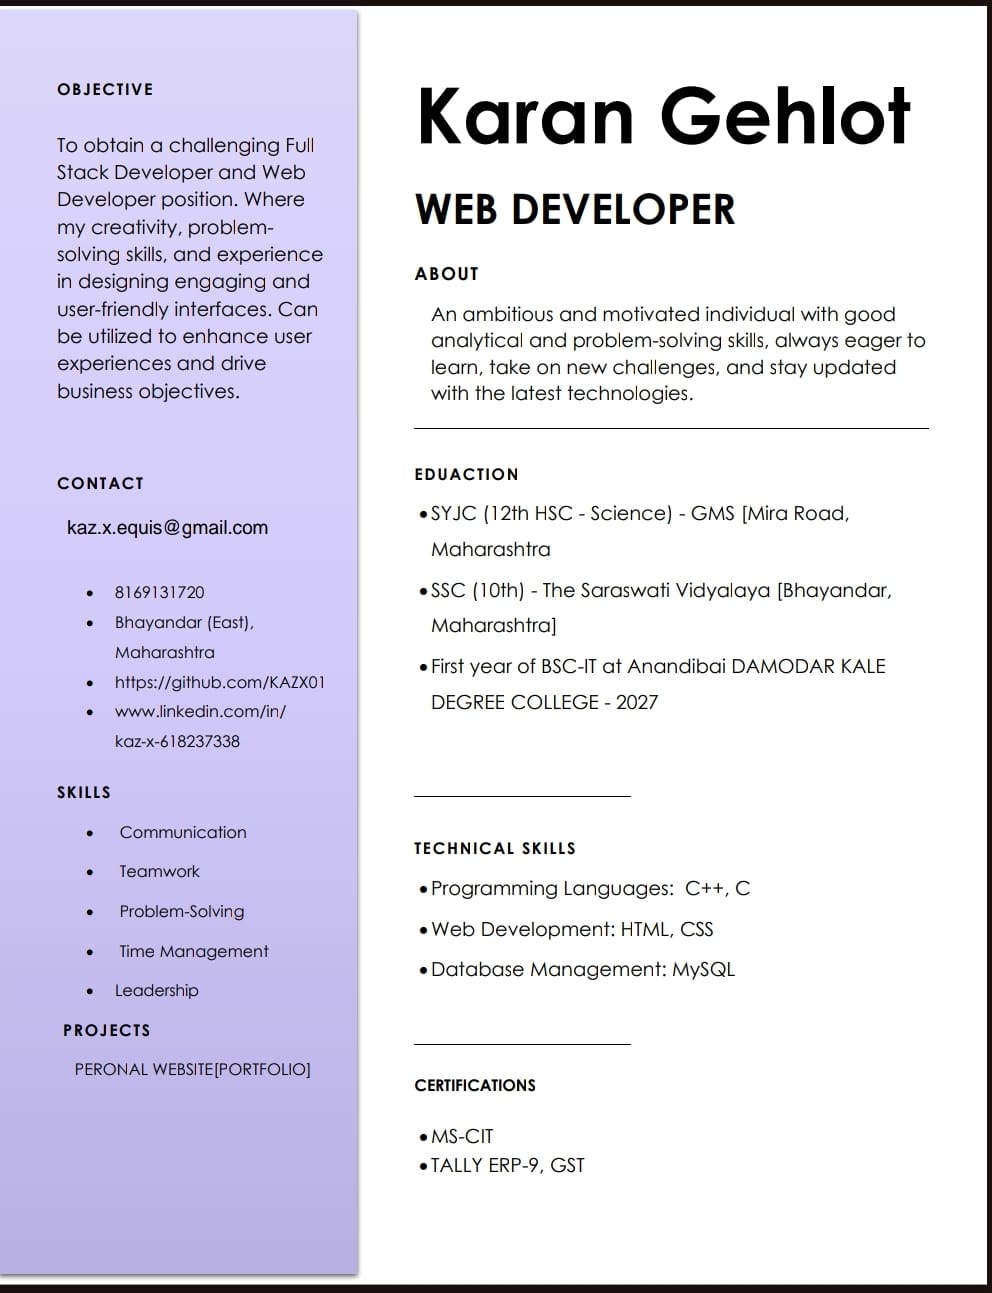 OBJECTIVE
To obtain a challenging Full
Stack Developer and Web
Developer position. Where
my creativity, problem-
solving skills, and experience
in designing engaging and
user-friendly interfaces. Can
be utilized to enhance user
experiences and drive
business objectives.
CONTACT
kaz.x.equis@gmail.com
• 8169131720
• Bhayandar (East),
Maharashtra
• https://github.com/KAZX01
• www.linkedin.com/in/
kaz-x-618237338
SKILLS
• Communication
• Teamwork
• Problem-Solving
• Time Management
• Leadership
PROJECTS
PERONAL WEBSITE[PORTFOLIO]
Karan Gehlot
WEB DEVELOPER
ABOUT
An ambitious and motivated individual with good
analytical and problem-solving skills, always eager to
learn, take on new challenges, and stay updated
with the latest technologies.
EDUACTION
• SYJC (12th HSC - Science) - GMS [Mira Road,
Maharashtra
• SSC (10th) - The Saraswati Vidyalaya [Bhayandar,
Maharashtra]
• First year of BSC-IT at Anandibai DAMODAR KALE
DEGREE COLLEGE - 2027
TECHNICAL SKILLS
• Programming Languages: C++, C
• Web Development: HTML, CSS
• Database Management: MySQL
CERTIFICATIONS
• MS-CIT
• TALLY ERP-9, GST